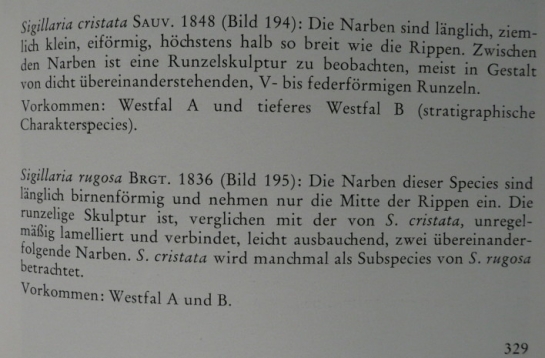 Sigillaria cristata SAUV. 1848 (Bild 194): Die Narben sind länglich, ziem-
lich klein, eiförmig, höchstens halb so breit wie die Rippen. Zwischen
den Narben ist eine Runzelskulptur zu beobachten, meist in Gestalt
von dicht übereinanderstehenden, V- bis federförmigen Runzeln.
Vorkommen: Westfal A und tieferes Westfal B (stratigraphische
Charakterspecies).
Sigillaria rugosa BRGT. 1836 (Bild 195): Die Narben dieser Species sind
länglich birnenförmig und nehmen nur die Mitte der Rippen ein. Die
runzelige Skulptur ist, verglichen mit der von S. cristata, unregel-
mäßig lamelliert und verbindet, leicht ausbauchend, zwei übereinander-
folgende Narben. S. cristata wird manchmal als Subspecies von S. rugosa
betrachtet.
Vorkommen: Westfal A und B.
329